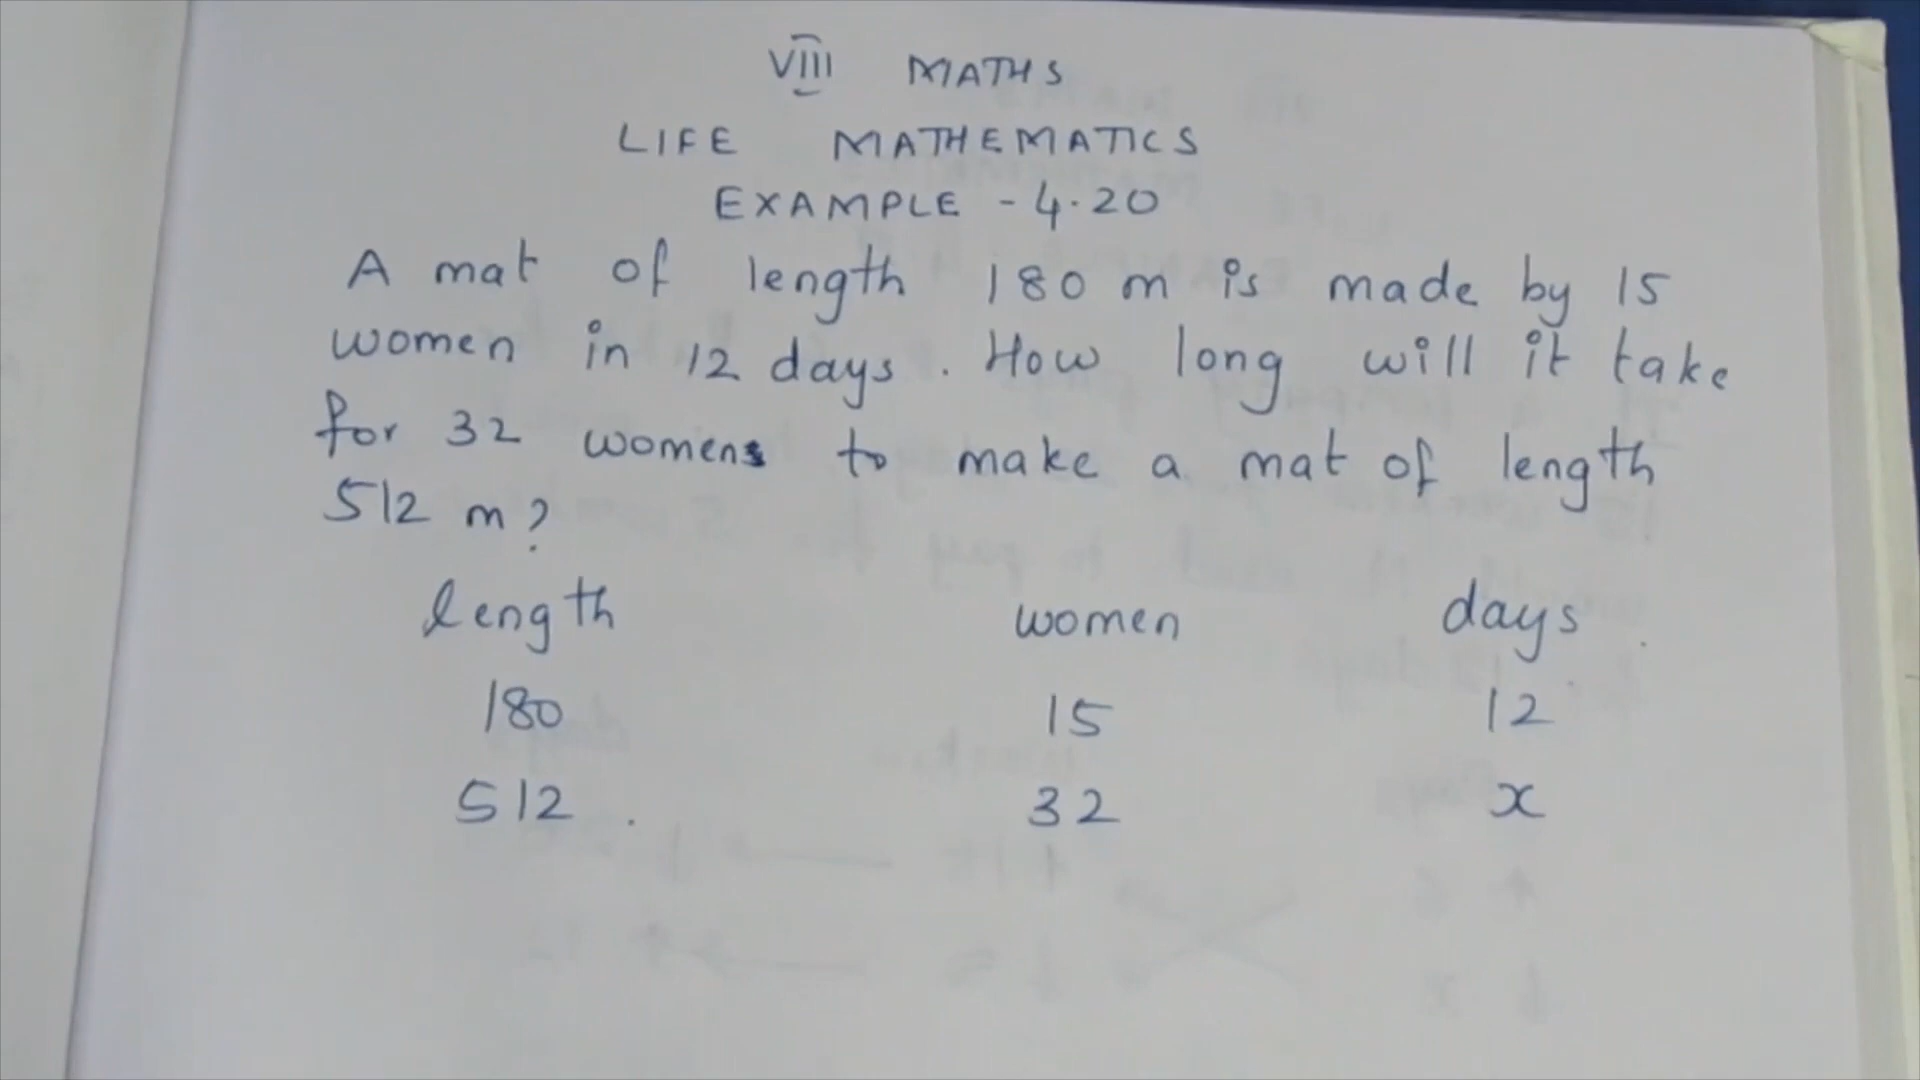 VIII MATHS
LIFE MATHEMATICS
EXAMPLE - 4.20
A mat of length 180 m is made by 15
women in 12 days. How long will it take
for 32 womens to make a mat of length
512 m?
length women days
180 15 12
512. 32 x